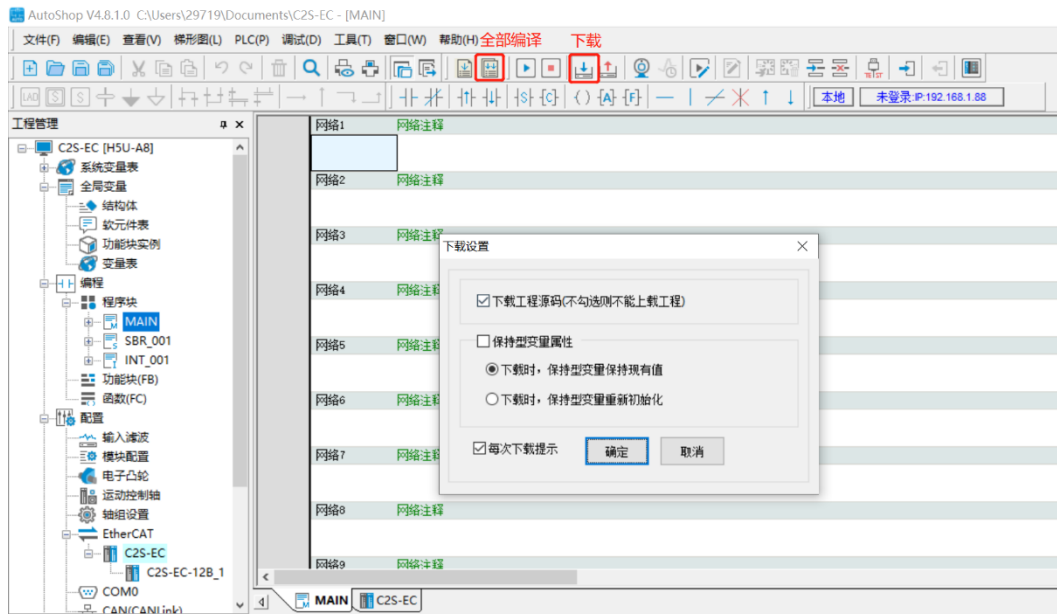 AutoShop V4.8.1.0 C:\Users\29719\Documents\C2S-EC - [MAIN]
文件(F) 编辑(E) 查看(V) 梯形图(L) PLC(P) 调试(D) 工具(T) 窗口(W) 帮助(H) 全部编译 下载
LAD S S
本地 未登录:IP:192.168.1.88
工程管理
C2S-EC [H5U-A8]
系统变量表
全局变量
结构体
软元件表
功能块实例
变量表
编程
程序块
MAIN
SBR_001
INT_001
功能块(FB)
函数(FC)
配置
输入滤波
模块配置
电子凸轮
运动控制轴
轴组设置
EtherCAT
C2S-EC
C2S-EC-12B_1
COM0
CAN(CANLink)
网络1 网络注释
网络2 网络注释
网络3 网络注释
网络4 网络注释
网络5 网络注释
网络6 网络注释
网络7 网络注释
网络8 网络注释
网络9 网络注释
下载设置
下载工程源码(不勾选则不能上载工程)
保持型变量属性
下载时，保持型变量保持现有值
下载时，保持型变量重新初始化
每次下载提示 确定 取消
MAIN C2S-EC